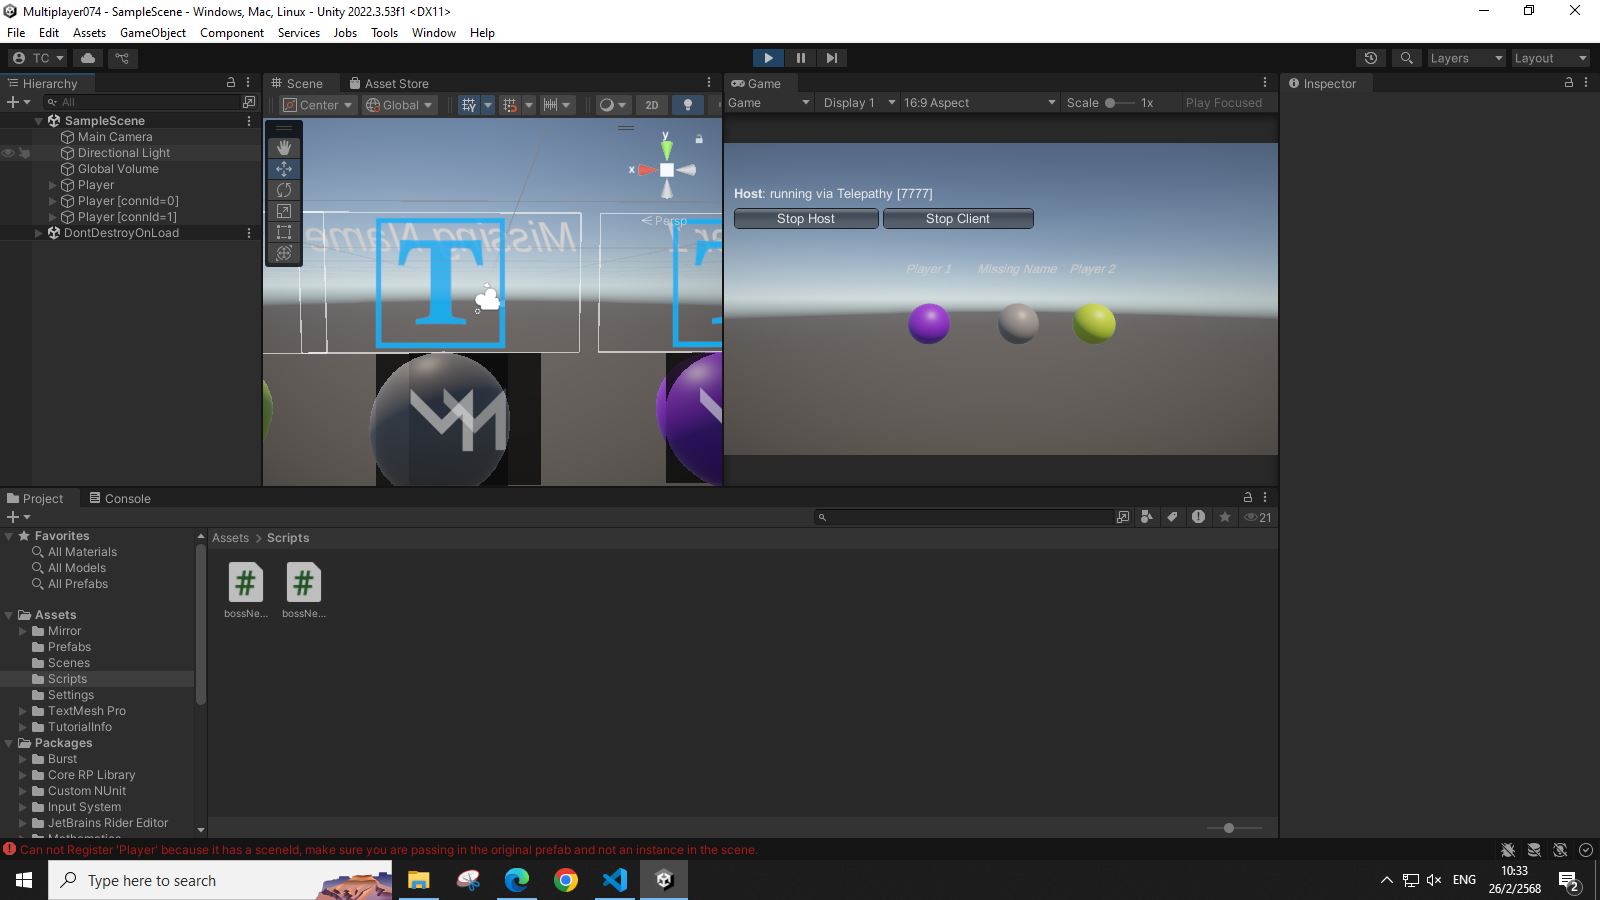 Multiplayer074 - SampleScene - Windows, Mac, Linux - Unity 2022.3.53f1 <DX11>
File Edit Assets GameObject Component Services Jobs Tools Window Help
TC Layers Layout
Hierarchy
All
SampleScene
Main Camera
Directional Light
Global Volume
Player
Player [connId=0]
Player [connId=1]
DontDestroyOnLoad
Scene Asset Store
Center Global 2D
y
x
Persp
Missing Name
T
Game
Game Display 1 16:9 Aspect Scale 1x Play Focused
Host: running via Telepathy [7777]
Stop Host Stop Client
Player 1 Missing Name Player 2
Inspector
Project Console
21
Favorites
All Materials
All Models
All Prefabs
Assets
Mirror
Prefabs
Scenes
Scripts
Settings
TextMesh Pro
TutorialInfo
Packages
Burst
Core RP Library
Custom NUnit
Input System
JetBrains Rider Editor
Assets > Scripts
# #
bossNe... bossNe...
Can not Register 'Player' because it has a sceneId, make sure you are passing in the original prefab and not an instance in the scene.
Type here to search
ENG
10:33
26/2/2568
2